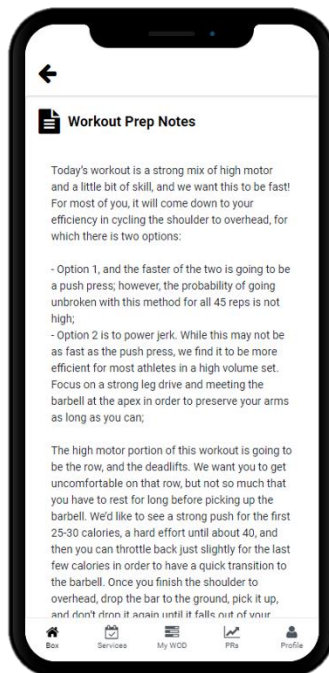 Workout Prep Notes
Today's workout is a strong mix of high motor
and a little bit of skill, and we want this to be fast!
For most of you, it will come down to your
efficiency in cycling the shoulder to overhead, for
which there is two options:
- Option 1, and the faster of the two is going to be
a push press; however, the probability of going
unbroken with this method for all 45 reps is not
high;
- Option 2 is to power jerk. While this may not be
as fast as the push press, we find it to be more
efficient for most athletes in a high volume set.
Focus on a strong leg drive and meeting the
barbell at the apex in order to preserve your arms
as long as you can;
The high motor portion of this workout is going to
be the row, and the deadlifts. We want you to get
uncomfortable on that row, but not so much that
you have to rest for long before picking up the
barbell. We'd like to see a strong push for the first
25-30 calories, a hard effort until about 40, and
then you can throttle back just slightly for the last
few calories in order to have a quick transition to
the barbell. Once you finish the shoulder to
overhead, drop the bar to the ground, pick it up,
and don't drop it again until it falls out of your
Box Services My WOD PRs Profile